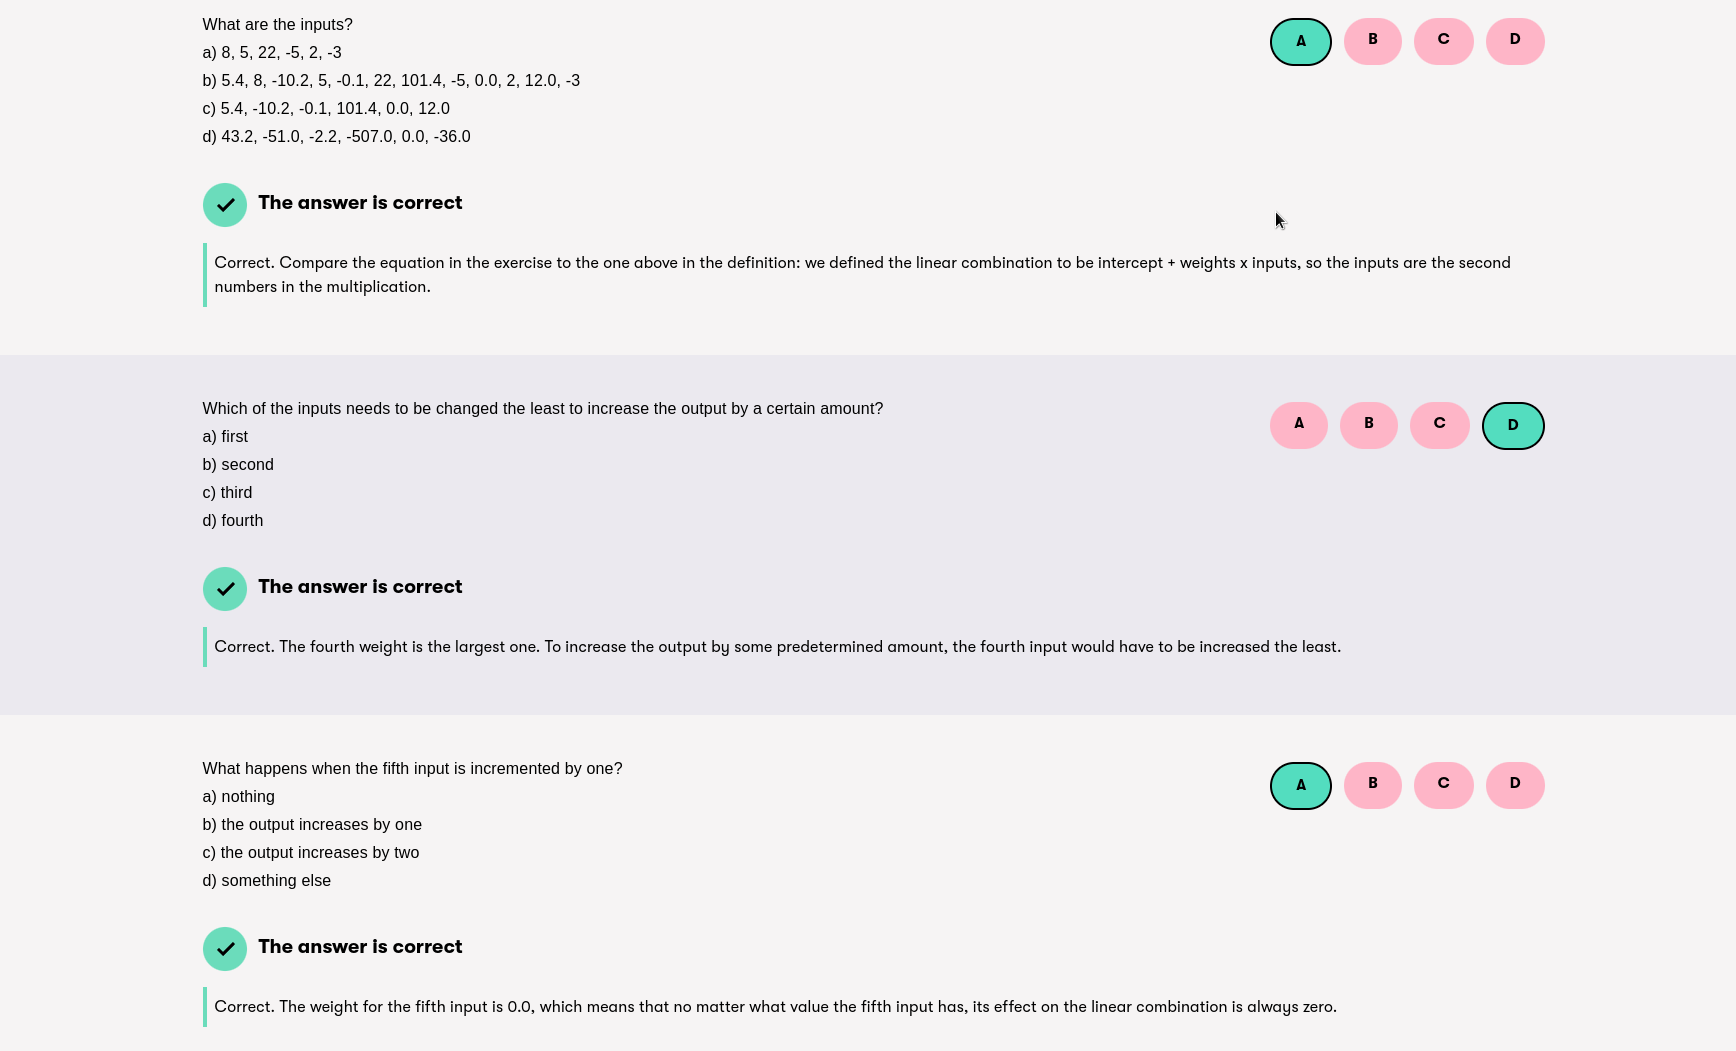 What are the inputs?
A B C D
a) 8, 5, 22, -5, 2, -3
b) 5.4, 8, -10.2, 5, -0.1, 22, 101.4, -5, 0.0, 2, 12.0, -3
c) 5.4, -10.2, -0.1, 101.4, 0.0, 12.0
d) 43.2, -51.0, -2.2, -507.0, 0.0, -36.0
The answer is correct
Correct. Compare the equation in the exercise to the one above in the definition: we defined the linear combination to be intercept + weights x inputs, so the inputs are the second
numbers in the multiplication.
Which of the inputs needs to be changed the least to increase the output by a certain amount?
A B C D
a) first
b) second
c) third
d) fourth
The answer is correct
Correct. The fourth weight is the largest one. To increase the output by some predetermined amount, the fourth input would have to be increased the least.
What happens when the fifth input is incremented by one?
A B C D
a) nothing
b) the output increases by one
c) the output increases by two
d) something else
The answer is correct
Correct. The weight for the fifth input is 0.0, which means that no matter what value the fifth input has, its effect on the linear combination is always zero.